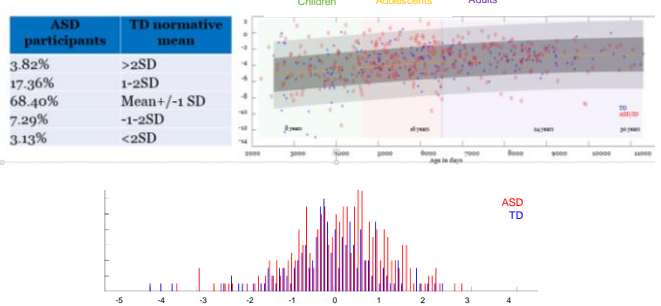 Children Adolescents Adults
ASD participants TD normative mean
3.82% >2SD
17.36% 1-2SD
68.40% Mean+/-1 SD
7.29% -1-2SD
3.13% <2SD
TD
ASD/ID
8 years 18 years 24 years 30 years
2000 3000 4000 5000 6000 7000 8000 9000 10000 11000
Age in days
ASD
TD
-5 -4 -3 -2 -1 0 1 2 3 4